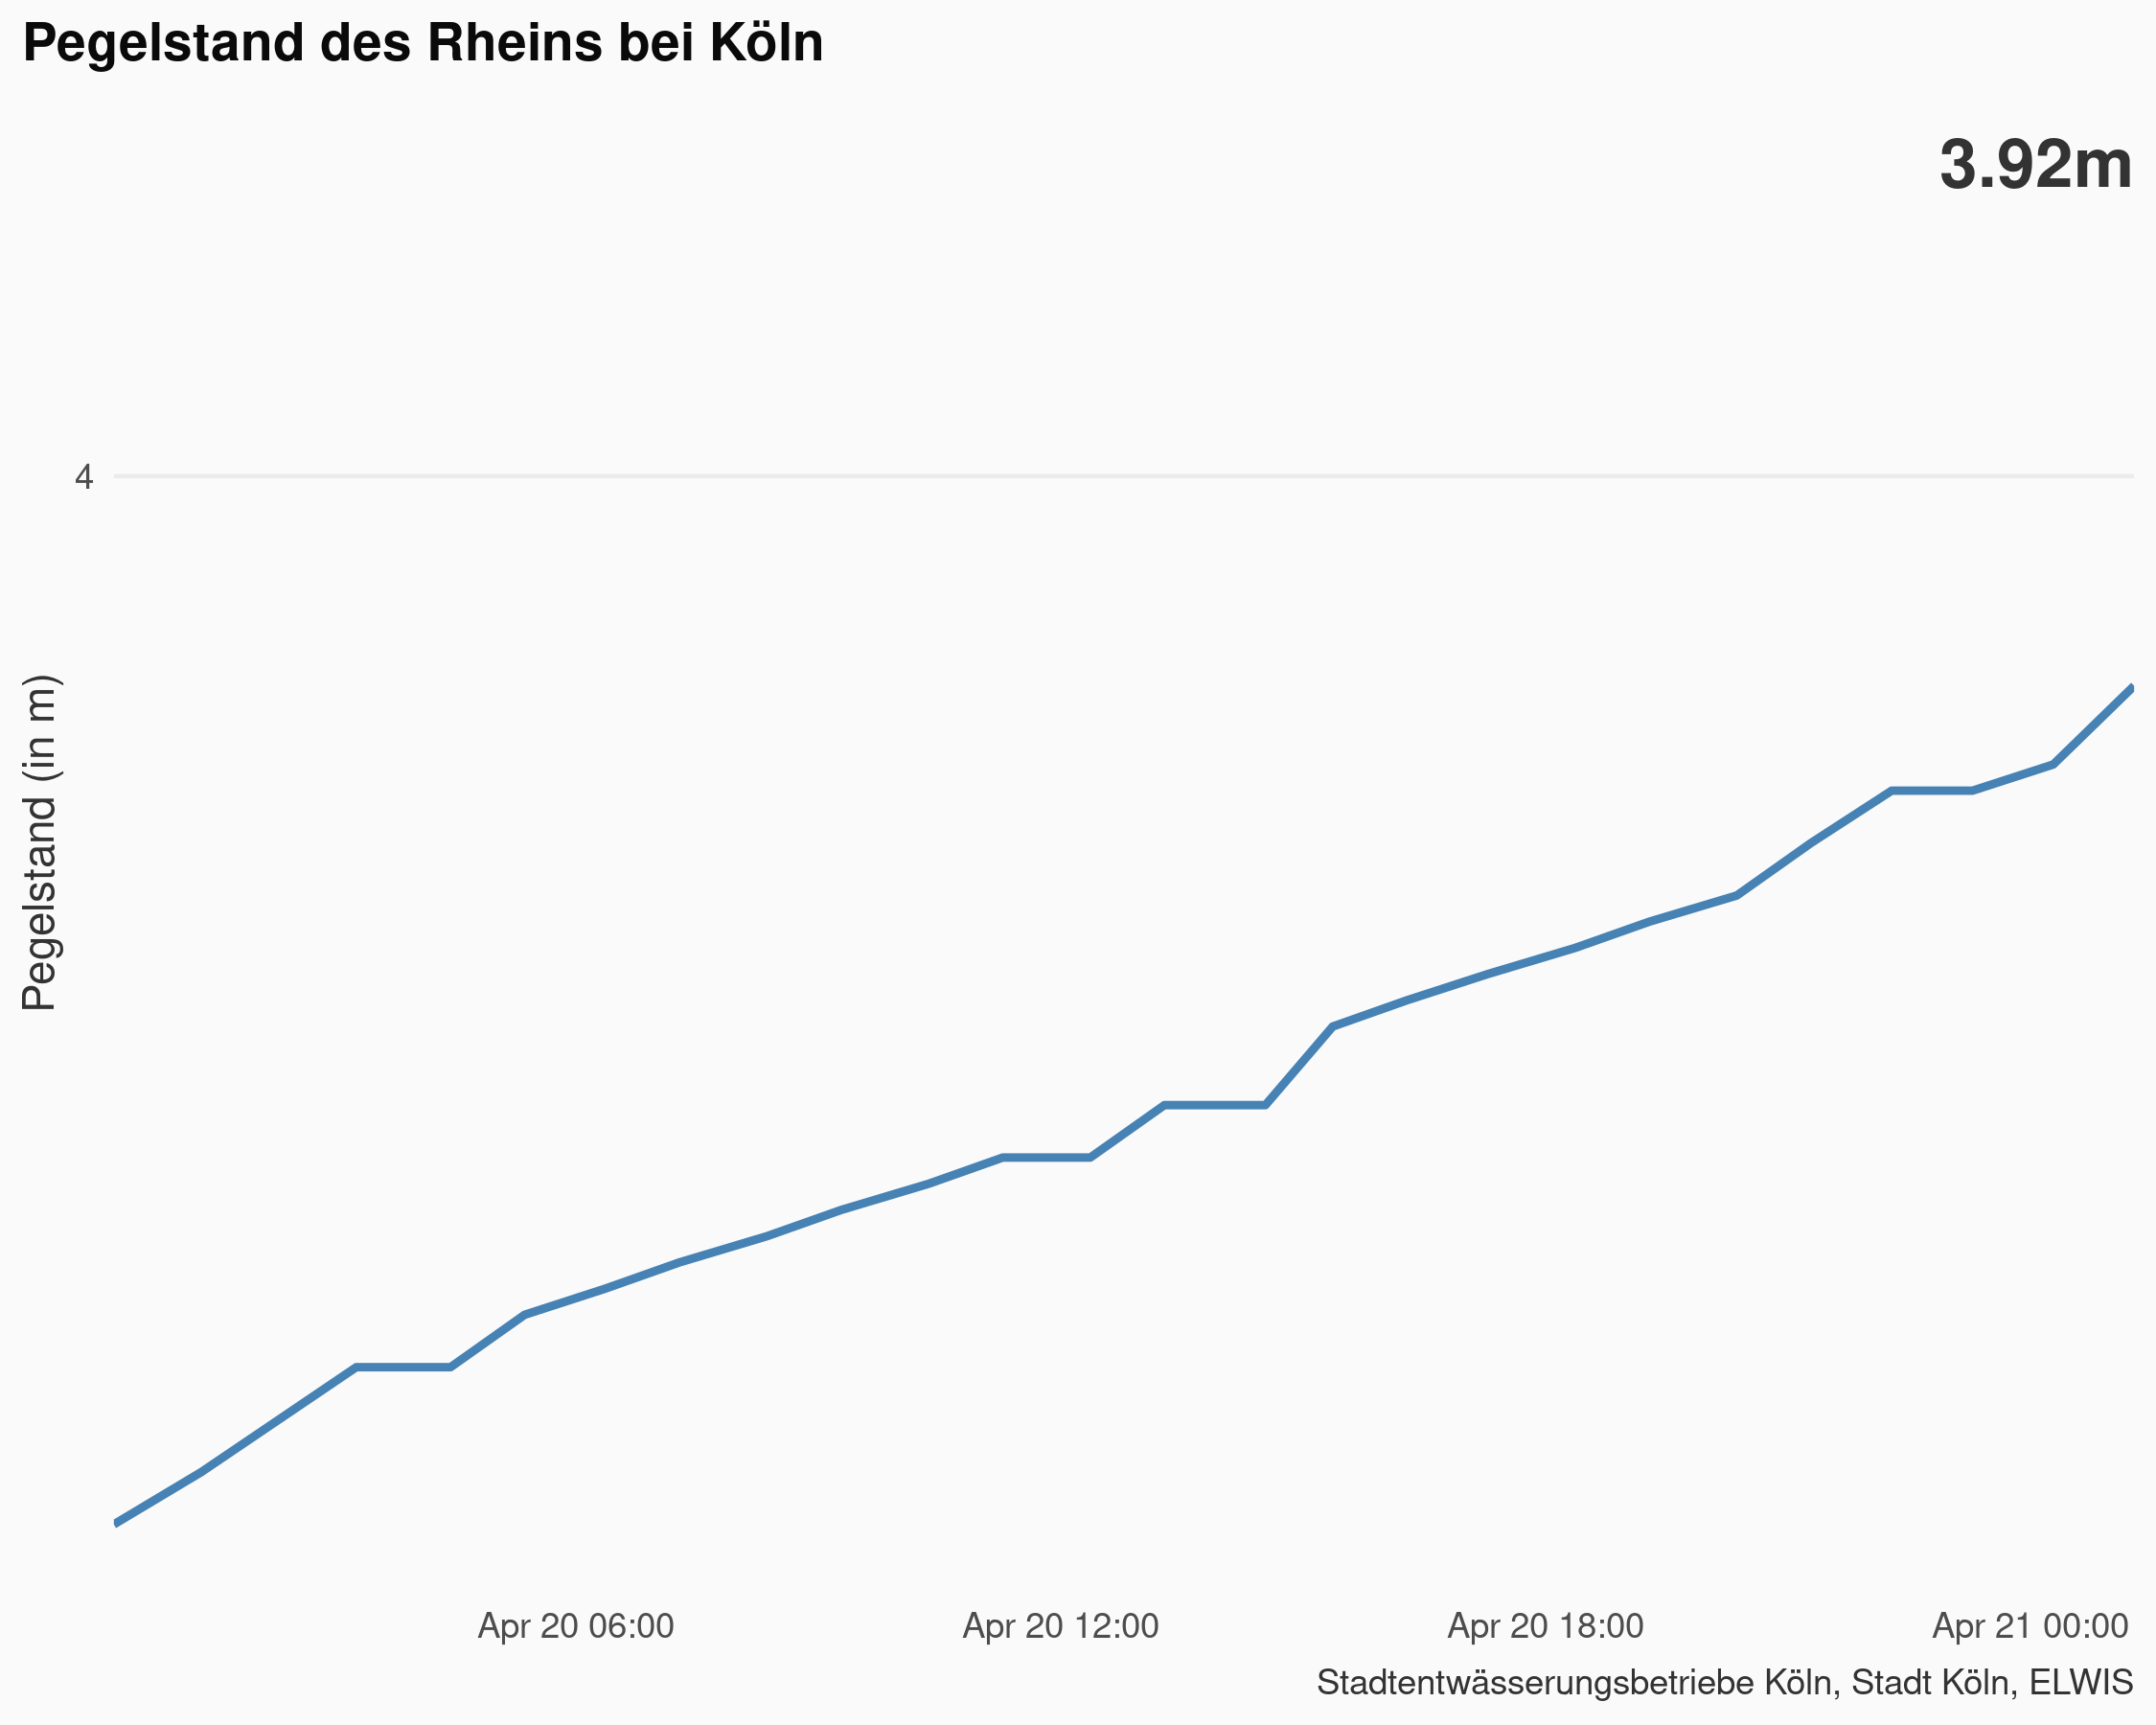 Pegelstand des Rheins bei Köln
3.92m
4
Pegelstand (in m)
Apr 20 06:00 Apr 20 12:00 Apr 20 18:00 Apr 21 00:00
Stadtentwässerungsbetriebe Köln, Stadt Köln, ELWIS